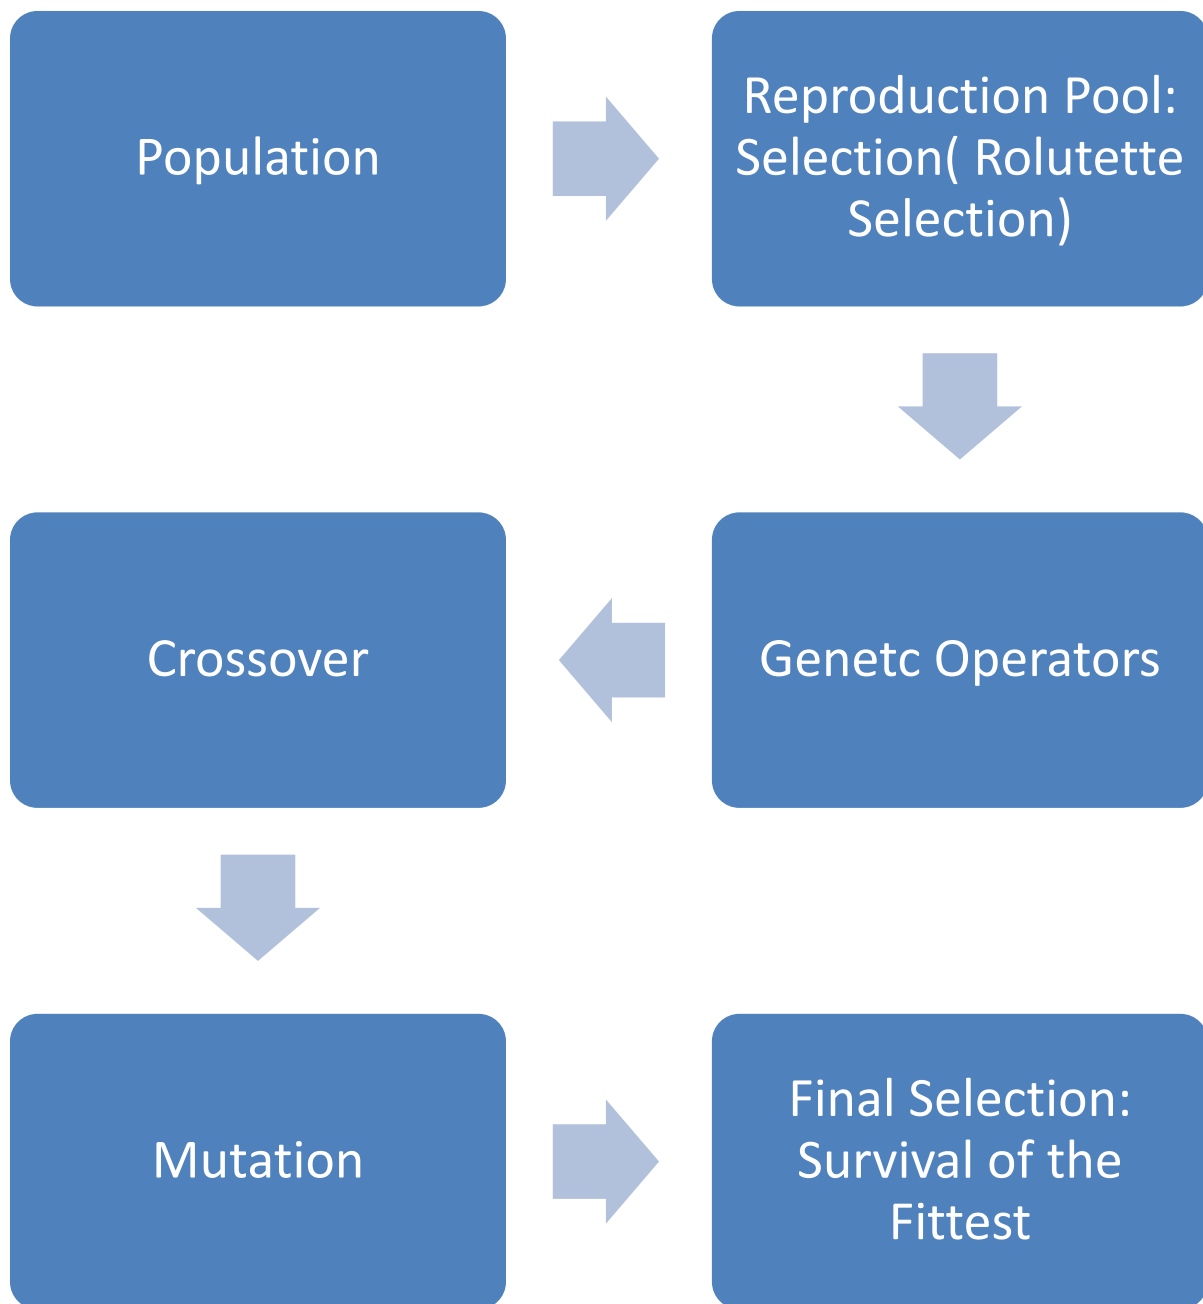 Population
Reproduction Pool:
Selection( Rolutette
Selection)
Genetc Operators
Crossover
Mutation
Final Selection:
Survival of the
Fittest